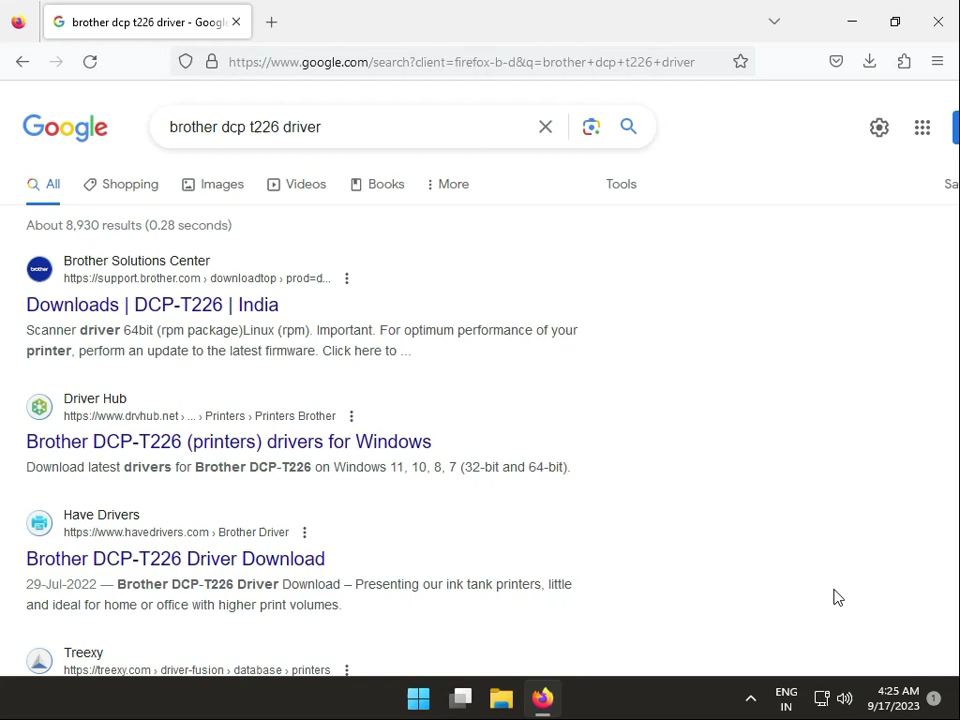 brother dcp t226 driver - Googl
https://www.google.com/search?client=firefox-b-d&q=brother+dcp+t226+driver
Google
brother dcp t226 driver
All Shopping Images Videos Books More Tools Sa
About 8,930 results (0.28 seconds)
brother
Brother Solutions Center
https://support.brother.com › downloadtop › prod=d...
Downloads | DCP-T226 | India
Scanner driver 64bit (rpm package)Linux (rpm). Important. For optimum performance of your
printer, perform an update to the latest firmware. Click here to ...
Driver Hub
https://www.drvhub.net › ... › Printers › Printers Brother
Brother DCP-T226 (printers) drivers for Windows
Download latest drivers for Brother DCP-T226 on Windows 11, 10, 8, 7 (32-bit and 64-bit).
Have Drivers
https://www.havedrivers.com › Brother Driver
Brother DCP-T226 Driver Download
29-Jul-2022 — Brother DCP-T226 Driver Download – Presenting our ink tank printers, little
and ideal for home or office with higher print volumes.
Treexy
https://treexy.com › driver-fusion › database › printers
ENG
IN
4:25 AM
9/17/2023
1